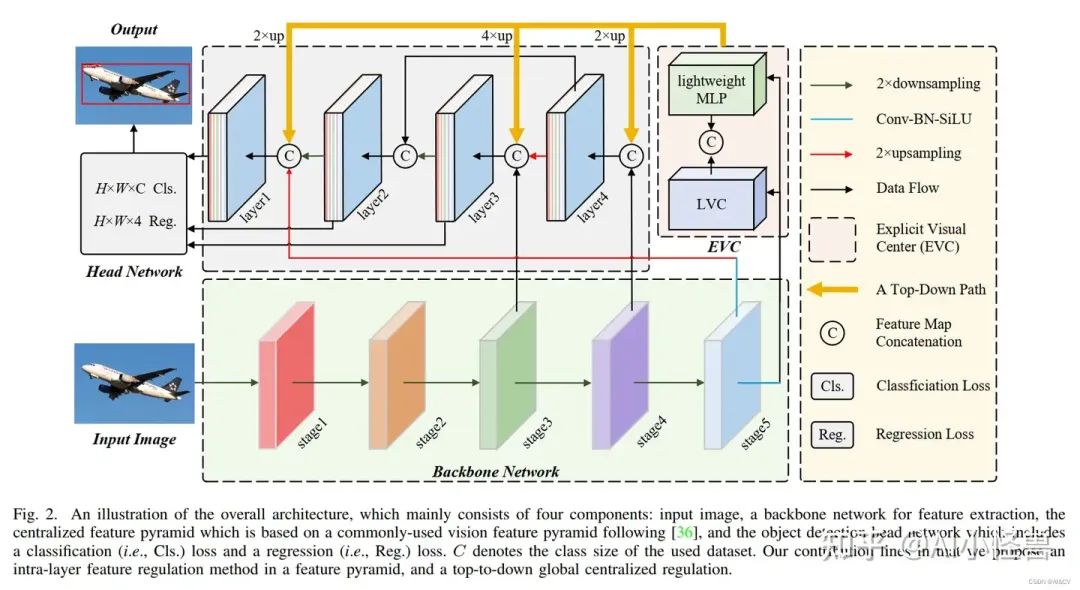 Output
2×up
4×up
2×up
lightweight
MLP
C
LVC
EVC
C
C
C
C
layer1
layer2
layer3
layer4
H×W×C Cls.
H×W×4 Reg.
Head Network
Input Image
stage1
stage2
stage3
stage4
stage5
Backbone Network
2×downsampling
Conv-BN-SiLU
2×upsampling
Data Flow
Explicit Visual
Center (EVC)
A Top-Down Path
C
Feature Map
Concatenation
Cls.
Classficiation Loss
Reg.
Regression Loss
Fig. 2. An illustration of the overall architecture, which mainly consists of four components: input image, a backbone network for feature extraction, the
centralized feature pyramid which is based on a commonly-used vision feature pyramid following [36], and the object detection head network which includes
a classification (i.e., Cls.) loss and a regression (i.e., Reg.) loss. C denotes the class size of the used dataset. Our contribution lines in that we propose an
intra-layer feature regulation method in a feature pyramid, and a top-to-down global centralized regulation.
知乎 @AI小怪兽